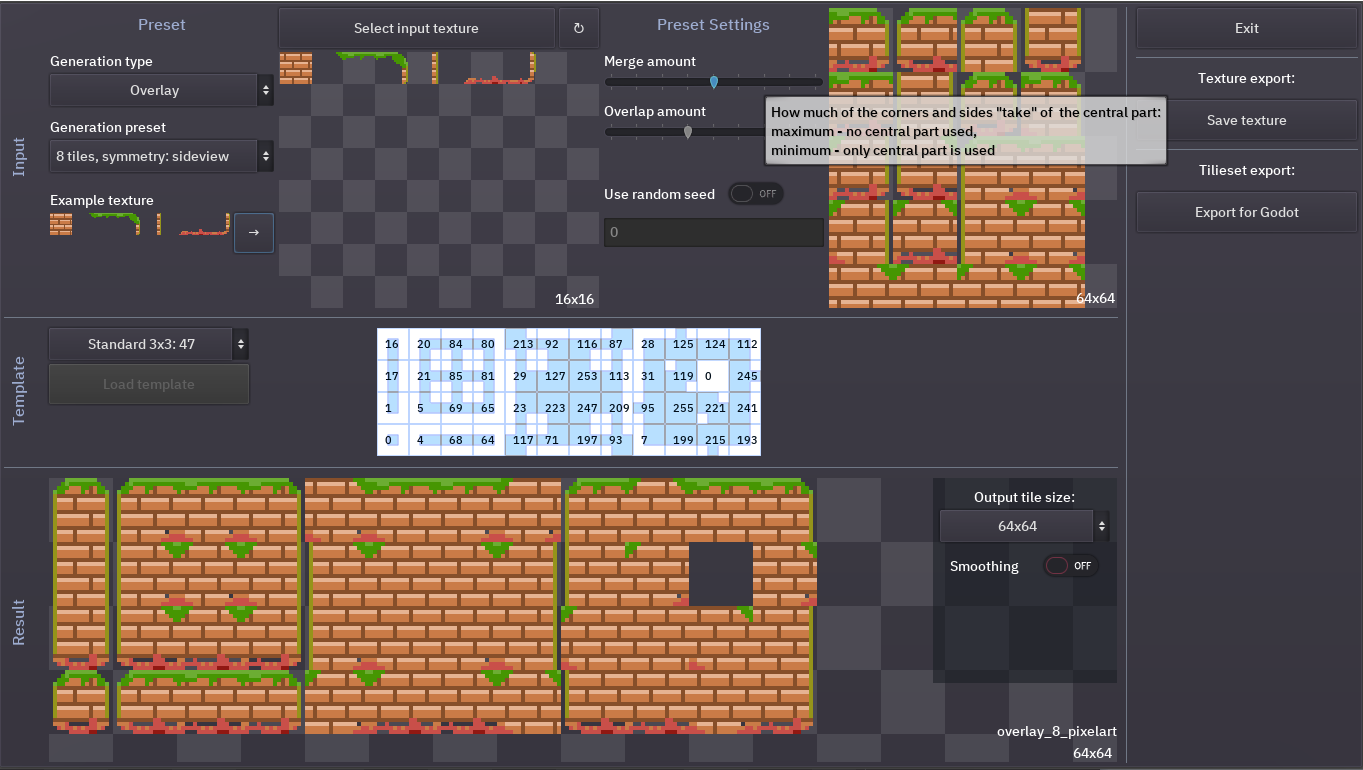 Preset
Select input texture
↻
Preset Settings
Exit
Input
Generation type
Overlay
Generation preset
8 tiles, symmetry: sideview
Example texture
→
16x16
Merge amount
Overlap amount
How much of the corners and sides "take" of the central part:
maximum - no central part used,
minimum - only central part is used
Use random seed
OFF
0
64x64
Texture export:
Save texture
Tilieset export:
Export for Godot
Template
Standard 3x3: 47
Load template
16 20 84 80 213 92 116 87 28 125 124 112
17 21 85 81 29 127 253 113 31 119 0 245
1 5 69 65 23 223 247 209 95 255 221 241
0 4 68 64 117 71 197 93 7 199 215 193
Result
Output tile size:
64x64
Smoothing
OFF
overlay_8_pixelart
64x64